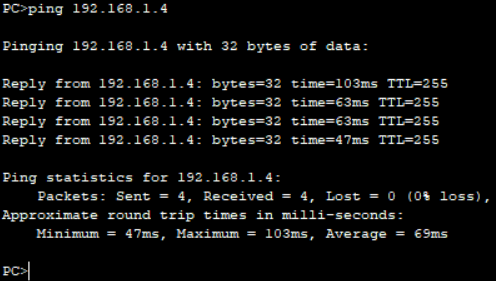 PC>ping 192.168.1.4
Pinging 192.168.1.4 with 32 bytes of data:
Reply from 192.168.1.4: bytes=32 time=103ms TTL=255
Reply from 192.168.1.4: bytes=32 time=63ms TTL=255
Reply from 192.168.1.4: bytes=32 time=63ms TTL=255
Reply from 192.168.1.4: bytes=32 time=47ms TTL=255
Ping statistics for 192.168.1.4:
    Packets: Sent = 4, Received = 4, Lost = 0 (0% loss),
Approximate round trip times in milli-seconds:
    Minimum = 47ms, Maximum = 103ms, Average = 69ms
PC>